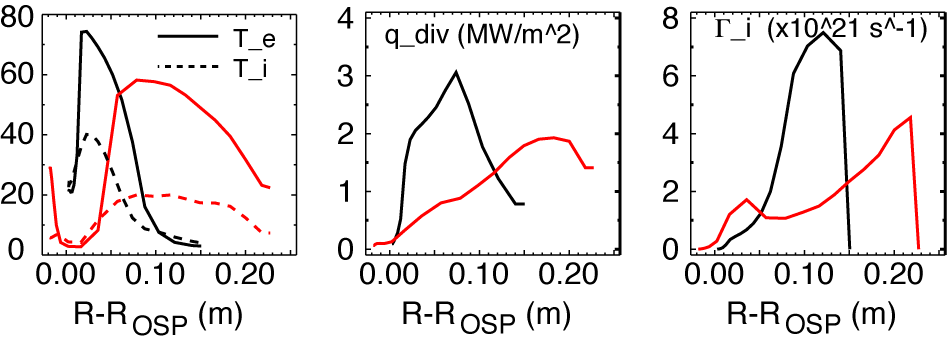 80
60
40
20
0
T_e
T_i
0.00 0.10 0.20
R-R_OSP (m)
4
3
2
1
0
q_div (MW/m^2)
0.00 0.10 0.20
R-R_OSP (m)
8
6
4
2
0
Γ_i (x10^21 s^-1)
0.00 0.10 0.20
R-R_OSP (m)